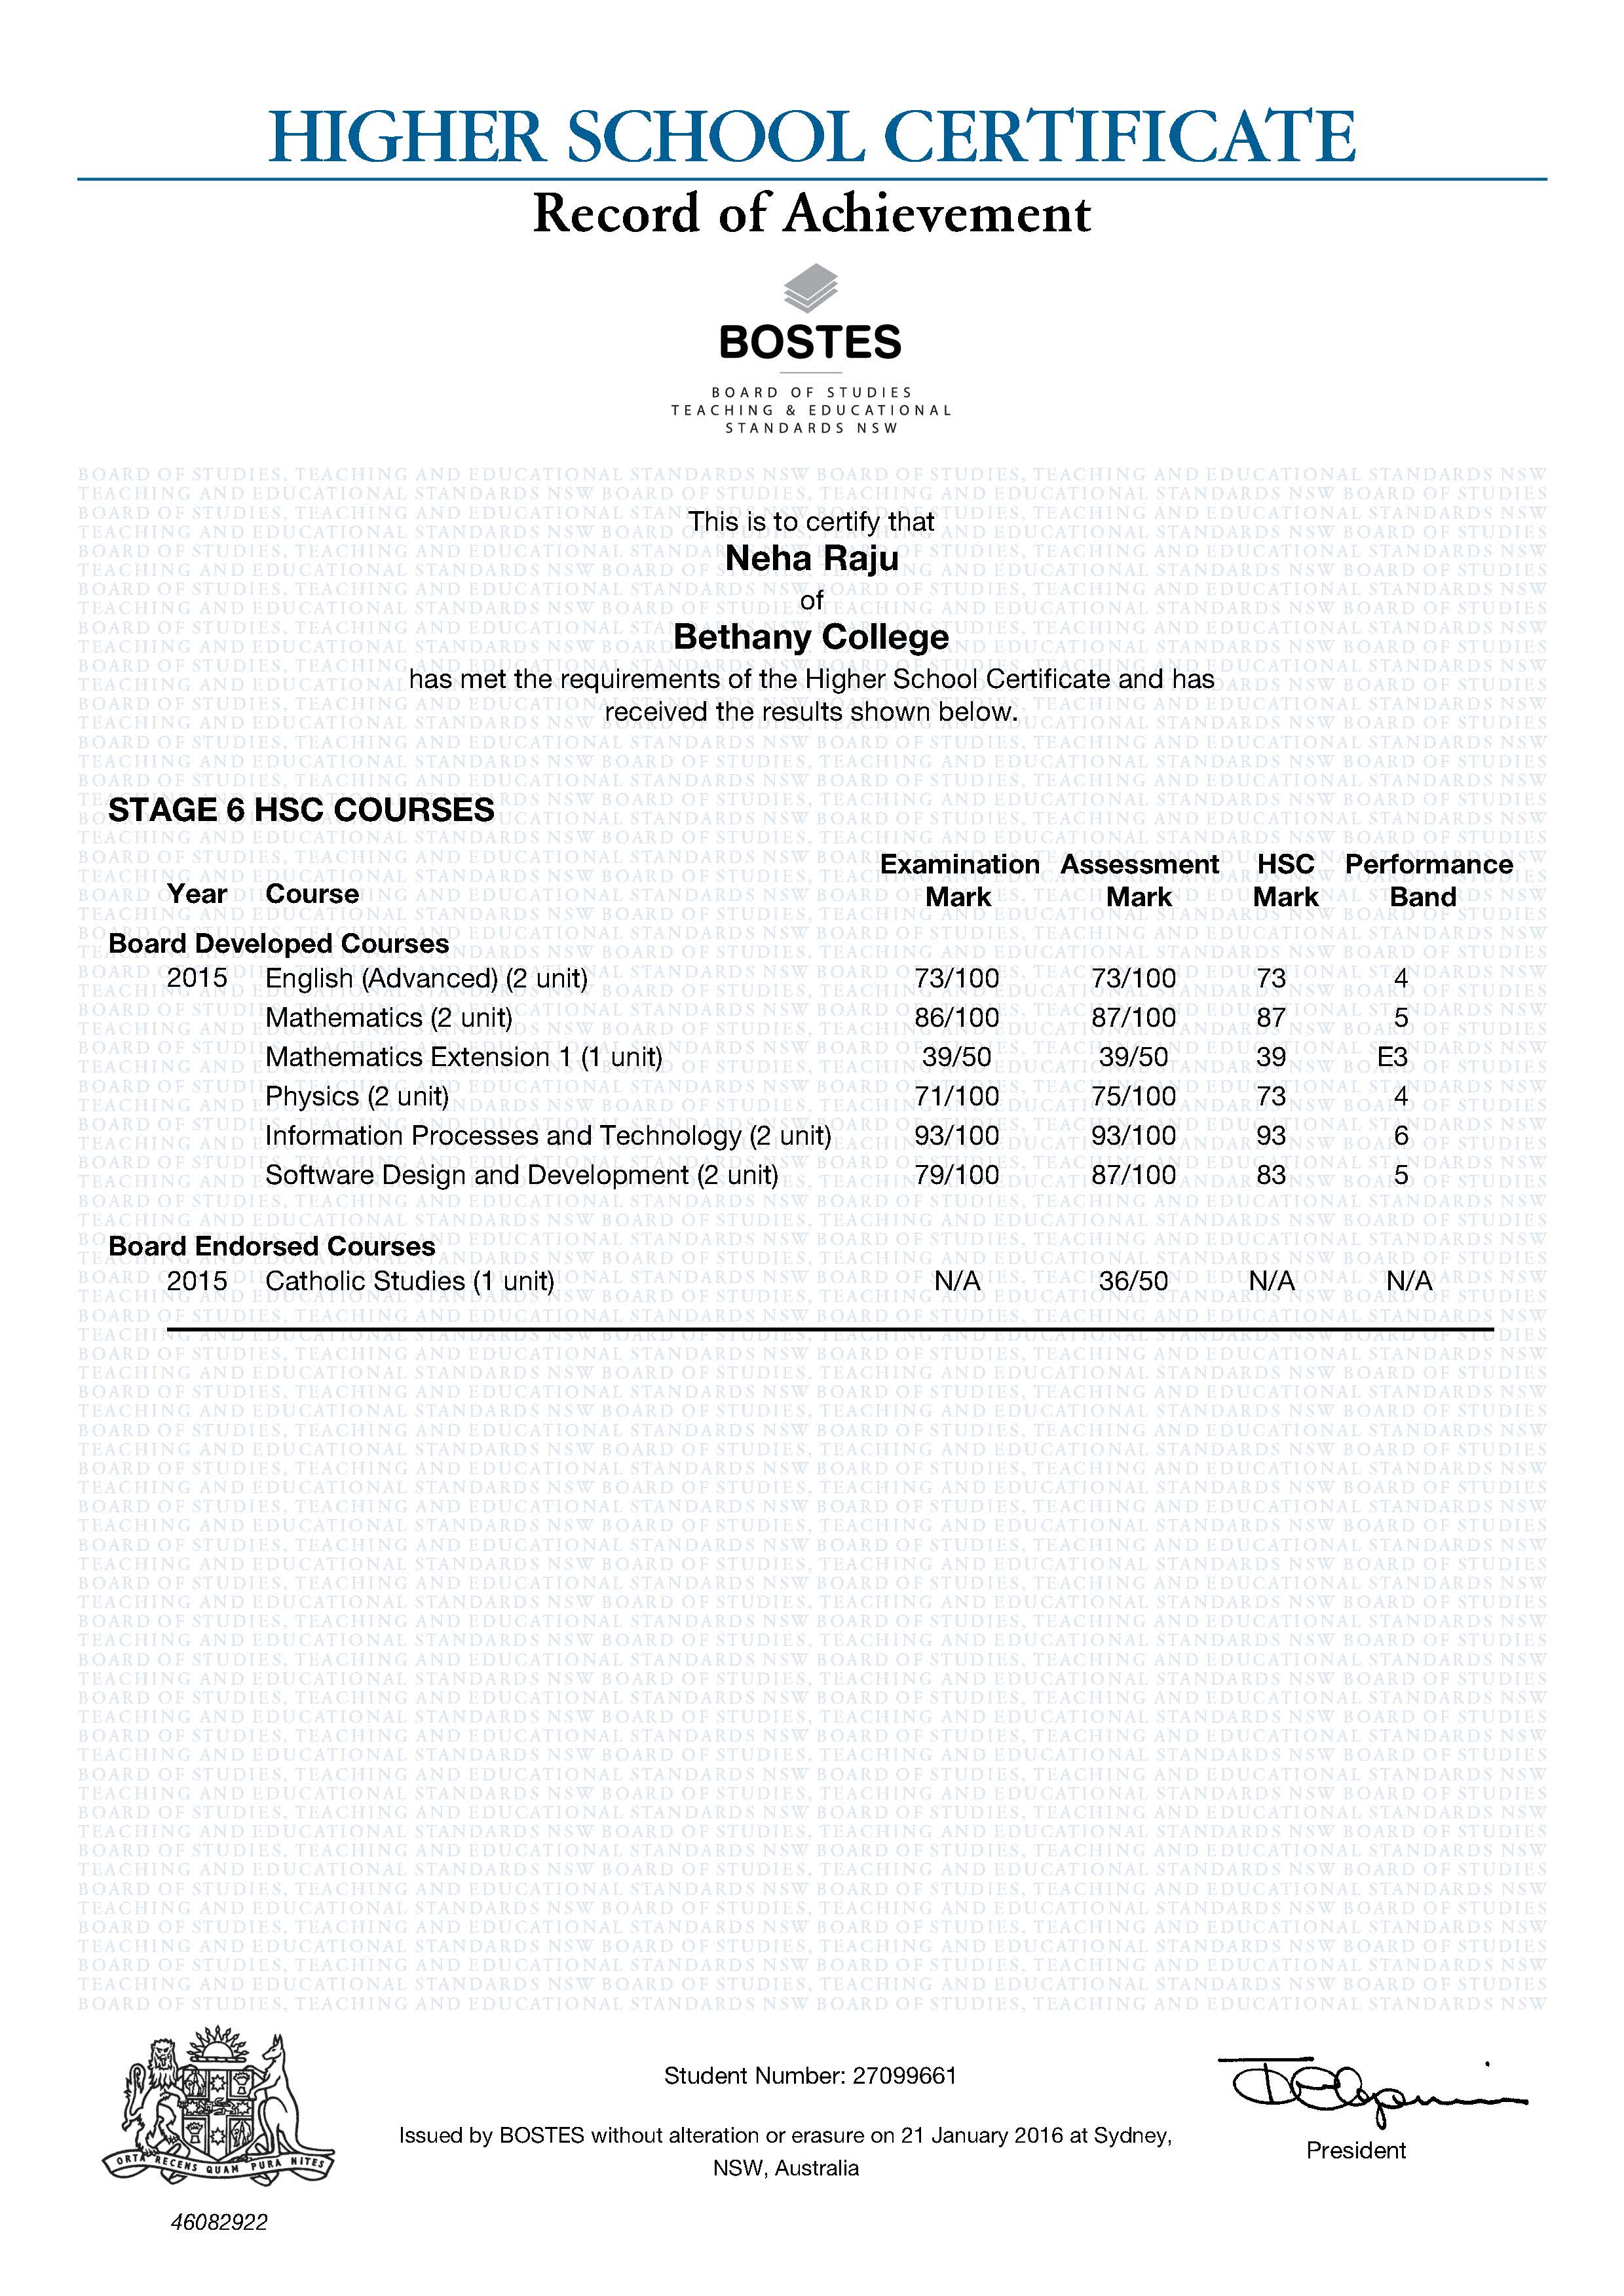 HIGHER SCHOOL CERTIFICATE
Record of Achievement
BOSTES
BOARD OF STUDIES
TEACHING & EDUCATIONAL
STANDARDS NSW
This is to certify that
Neha Raju
of
Bethany College
has met the requirements of the Higher School Certificate and has
received the results shown below.
STAGE 6 HSC COURSES
Year Course Examination Mark Assessment Mark HSC Mark Performance Band
Board Developed Courses
2015 English (Advanced) (2 unit) 73/100 73/100 73 4
Mathematics (2 unit) 86/100 87/100 87 5
Mathematics Extension 1 (1 unit) 39/50 39/50 39 E3
Physics (2 unit) 71/100 75/100 73 4
Information Processes and Technology (2 unit) 93/100 93/100 93 6
Software Design and Development (2 unit) 79/100 87/100 83 5
Board Endorsed Courses
2015 Catholic Studies (1 unit) N/A 36/50 N/A N/A
ORTA RECENS QUAM PURA NITES
46082922
Student Number: 27099661
Issued by BOSTES without alteration or erasure on 21 January 2016 at Sydney,
NSW, Australia
President